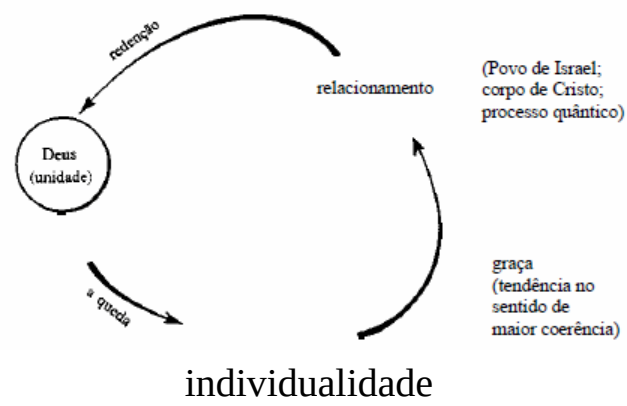 redenção
relacionamento
(Povo de Israel;
corpo de Cristo;
processo quântico)
Deus
(unidade)
a queda
graça
(tendência no
sentido de
maior coerência)
individualidade